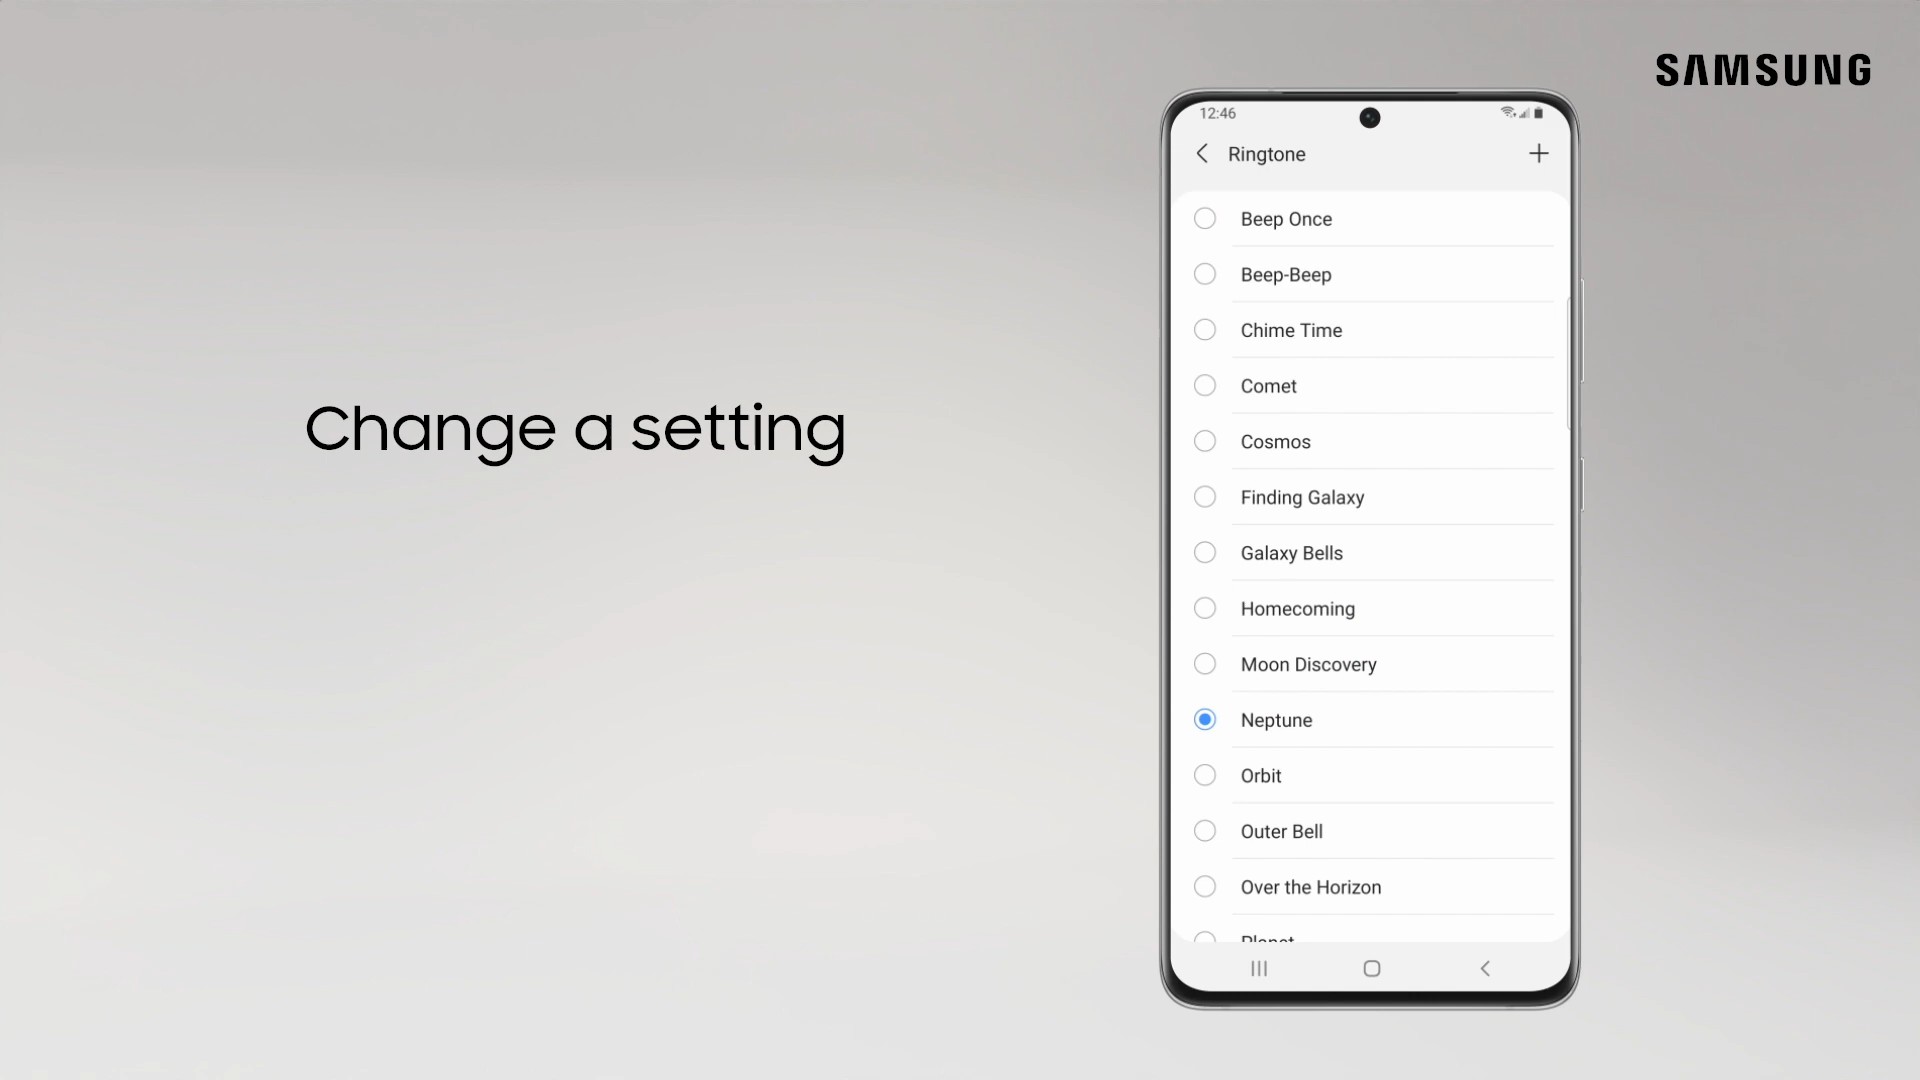 SAMSUNG
Change a setting
12:46
Ringtone
Beep Once
Beep-Beep
Chime Time
Comet
Cosmos
Finding Galaxy
Galaxy Bells
Homecoming
Moon Discovery
Neptune
Orbit
Outer Bell
Over the Horizon
Planet